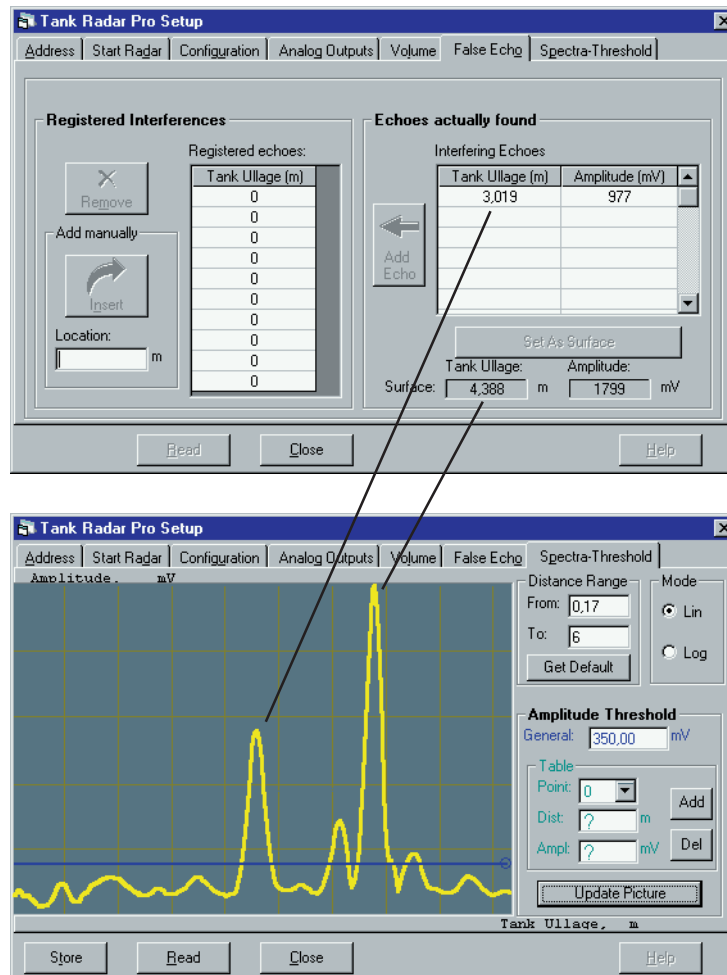 Tank Radar Pro Setup
Address Start Radar Configuration Analog Outputs Volume False Echo Spectra-Threshold
Registered Interferences
Registered echoes:
Tank Ullage (m)
0
0
0
0
0
0
0
0
0
0
Remove
Add manually
Insert
Location:
m
Echoes actually found
Interfering Echoes
Tank Ullage (m) Amplitude (mV)
3,019 977
Add Echo
Set As Surface
Tank Ullage: Amplitude:
Surface: 4,388 m 1799 mV
Read Close Help
Tank Radar Pro Setup
Address Start Radar Configuration Analog Outputs Volume False Echo Spectra-Threshold
Amplitude, mV
Distance Range
From: 0,17
To: 6
Get Default
Mode
Lin
Log
Amplitude Threshold
General: 350,00 mV
Table
Point: 0
Dist: ? m
Ampl: ? mV
Add
Del
Update Picture
Tank Ullage, m
Store Read Close Help